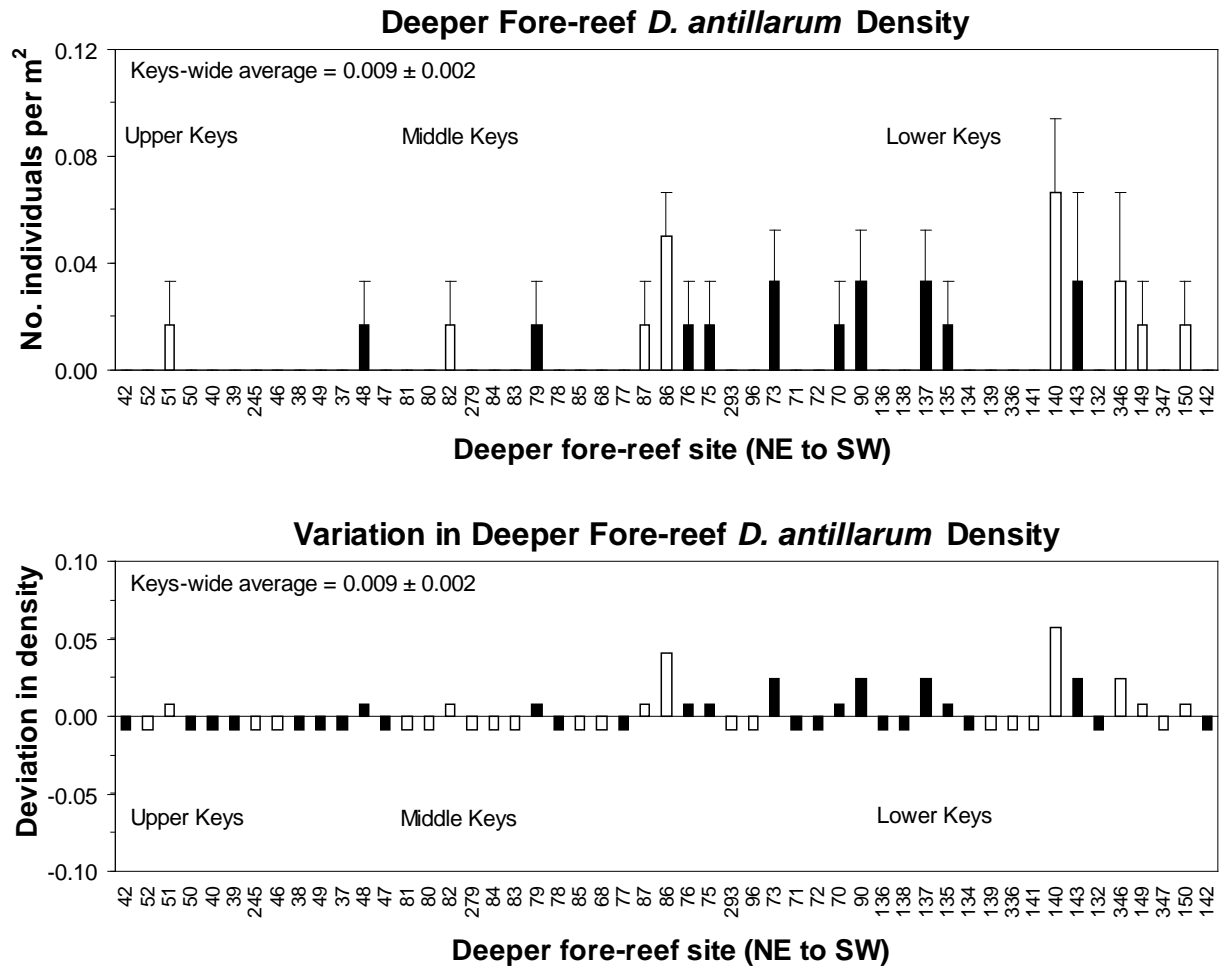 Deeper Fore-reef D. antillarum Density
No. individuals per m²
0.12
0.08
0.04
0.00
Keys-wide average = 0.009 ± 0.002
Upper Keys
Middle Keys
Lower Keys
42 52 51 50 40 39 245 46 38 49 37 48 47 81 80 82 279 84 83 79 78 85 68 77 87 86 76 75 293 96 73 71 72 70 90 136 138 137 135 134 139 336 141 140 143 132 346 149 347 150 142
Deeper fore-reef site (NE to SW)
Variation in Deeper Fore-reef D. antillarum Density
Deviation in density
0.10
0.05
0.00
-0.05
-0.10
Keys-wide average = 0.009 ± 0.002
Upper Keys
Middle Keys
Lower Keys
42 52 51 50 40 39 245 46 38 49 37 48 47 81 80 82 279 84 83 79 78 85 68 77 87 86 76 75 293 96 73 71 72 70 90 136 138 137 135 134 139 336 141 140 143 132 346 149 347 150 142
Deeper fore-reef site (NE to SW)